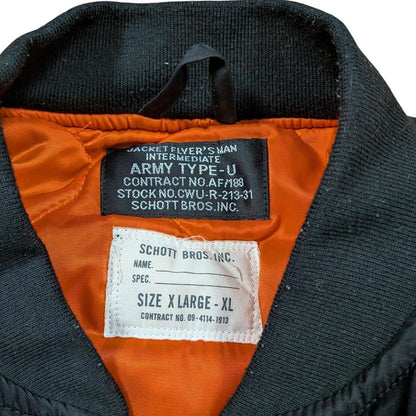 JACKET FLYER'S MAN
INTERMEDIATE
ARMY TYPE-U
CONTRACT NO.AF/188
STOCK NO.CWU-R-213-31
SCHOTT BROS.INC.
SCHOTT BROS. INC.
NAME.
SPEC.
SIZE X LARGE - XL
CONTRACT NO. 09-4114-1913